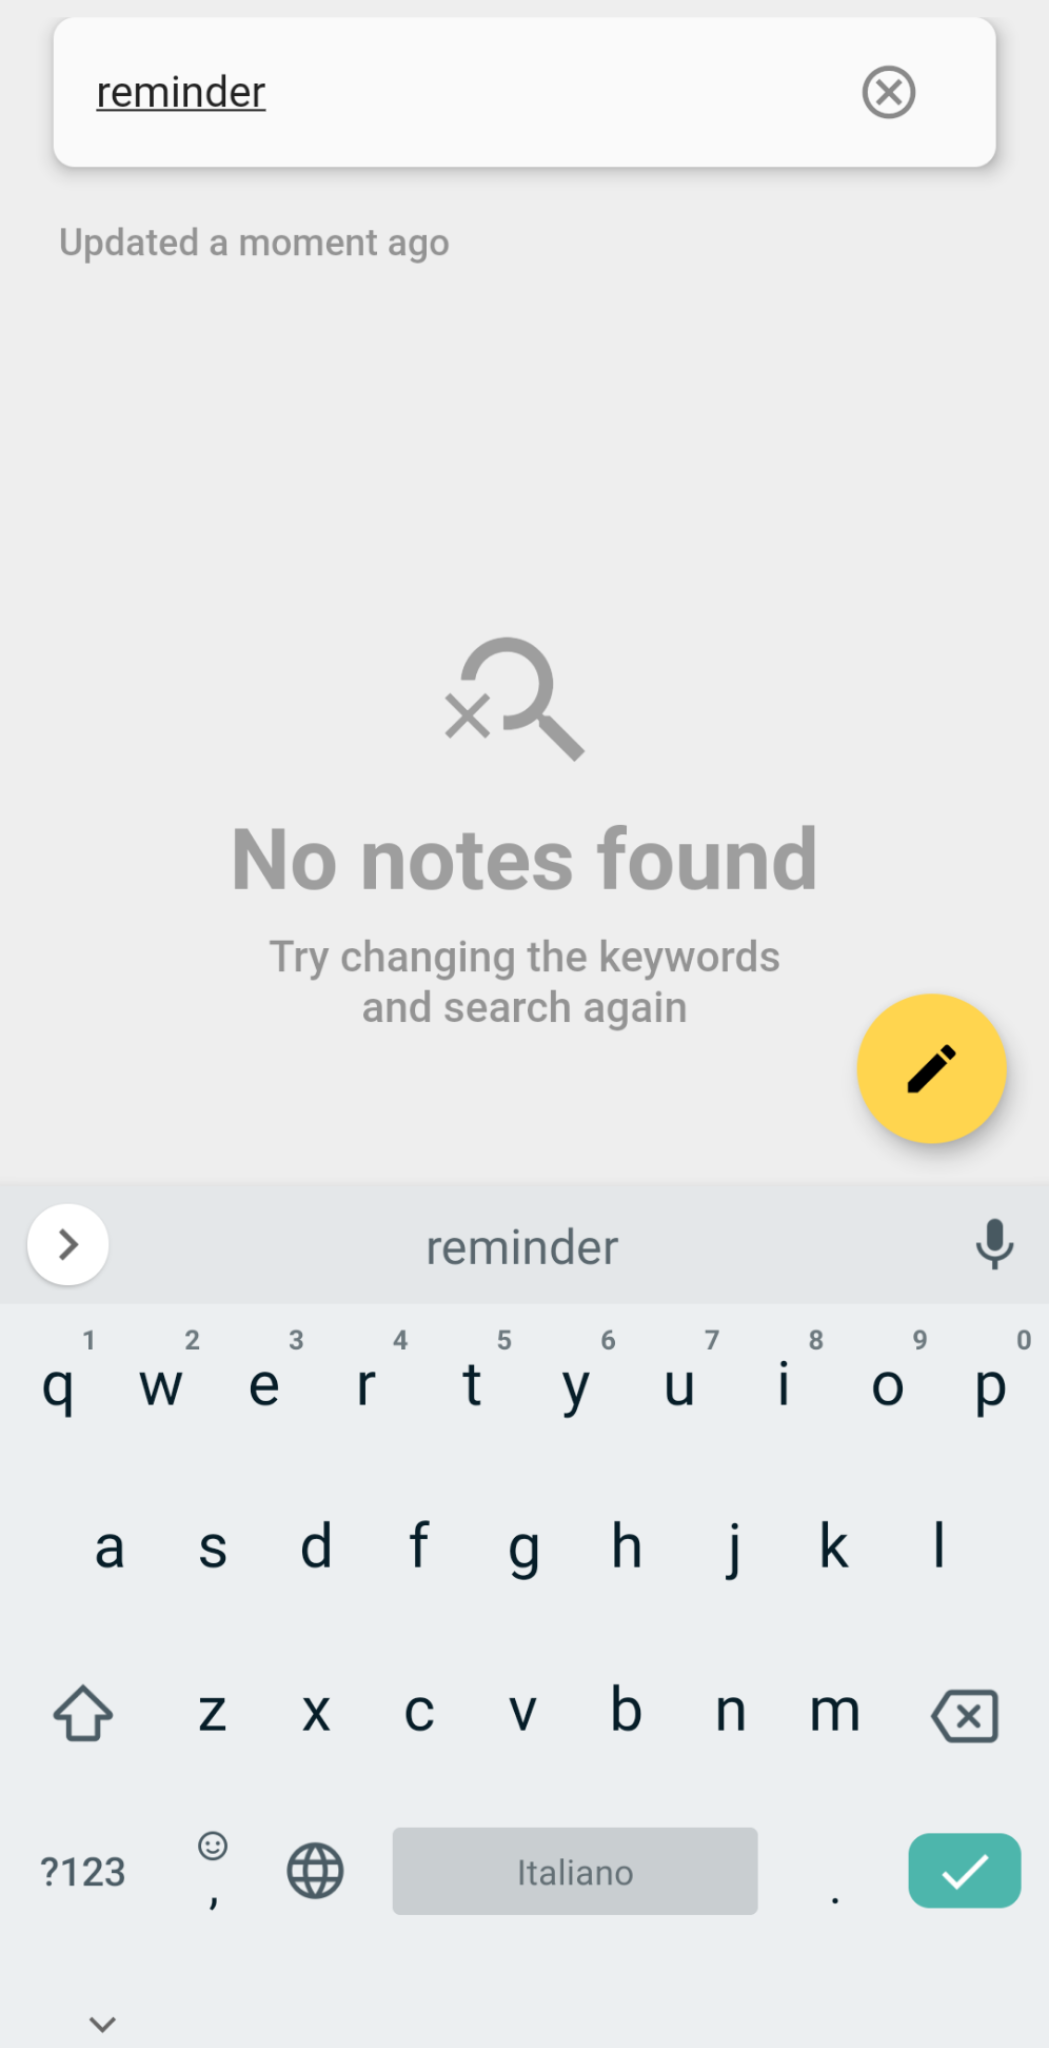 reminder
Updated a moment ago
No notes found
Try changing the keywords
and search again
reminder
1 2 3 4 5 6 7 8 9 0
q w e r t y u i o p
a s d f g h j k l
z x c v b n m
?123 , Italiano .